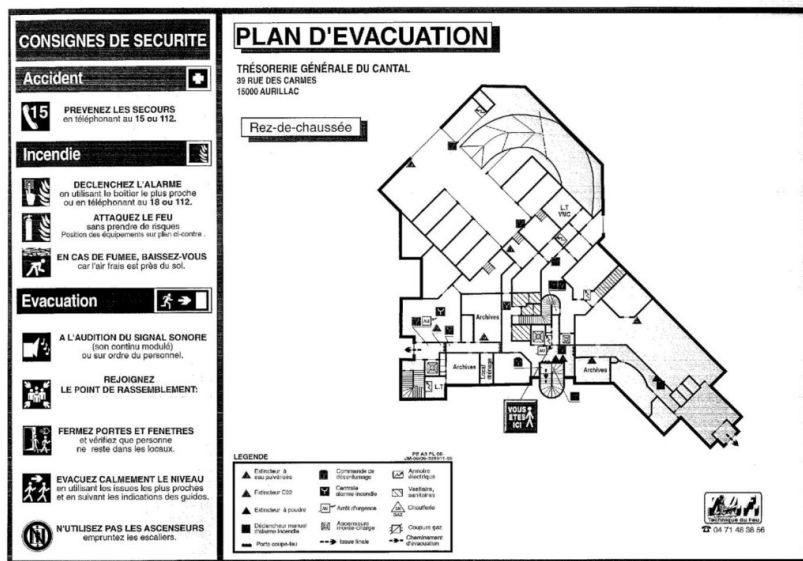 CONSIGNES DE SECURITE
Accident
15
PREVENEZ LES SECOURS
en téléphonant au 15 ou 112.
Incendie
DECLENCHEZ L'ALARME
en utilisant le boîtier le plus proche
ou en téléphonant au 18 ou 112.
ATTAQUEZ LE FEU
sans prendre de risques
Position des équipements sur plan ci-contre .
EN CAS DE FUMEE, BAISSEZ-VOUS
car l'air frais est près du sol.
Evacuation
A L'AUDITION DU SIGNAL SONORE
(son continu modulé)
ou sur ordre du personnel.
REJOIGNEZ
LE POINT DE RASSEMBLEMENT:
FERMEZ PORTES ET FENETRES
et vérifiez que personne
ne reste dans les locaux.
EVACUEZ CALMEMENT LE NIVEAU
en utilisant les issues les plus proches
et en suivant les indications des guides.
N'UTILISEZ PAS LES ASCENSEURS
empruntez les escaliers.
PLAN D'EVACUATION
TRÉSORERIE GÉNÉRALE DU CANTAL
39 RUE DES CARMES
15000 AURILLAC
Rez-de-chaussée
L.T
VMC
Archives
Archives
Local
ménage
Archives
L.T
VOUS
ETES
ICI
LEGENDE
Extincteur à
eau pulvérisée
Extincteur C02
Extincteur à poudre
Déclencheur manuel
d'alarme incendie
Porte coupe-feu
Commande de
désenfumage
Centrale
alarme incendie
Arrêt d'urgence
Ascenseurs
monte-charge
Issue finale
Armoire
électrique
Vestiaire,
sanitaires
Chaufferie
GAZ
Coupure gaz
Cheminement
d'évacuation
Technique du Feu
☎ 04 71 48 38 56